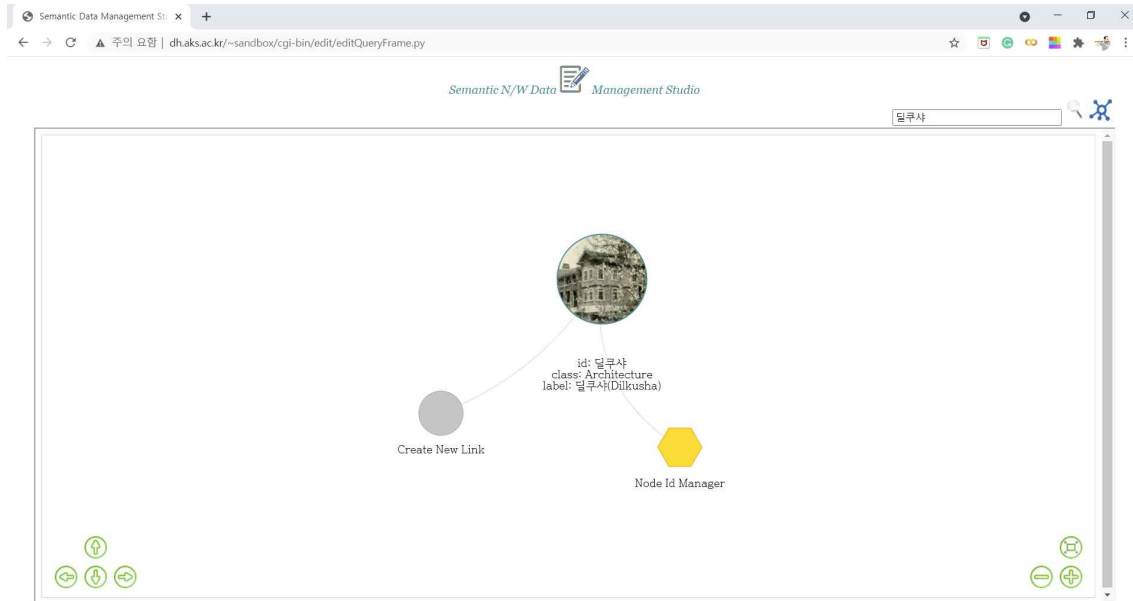 Semantic Data Management St
주의 요함 | dh.aks.ac.kr/~sandbox/cgi-bin/edit/editQueryFrame.py
Semantic N/W Data Management Studio
딜쿠샤
id: 딜쿠샤
class: Architecture
label: 딜쿠샤(Dilkusha)
Create New Link
Node Id Manager